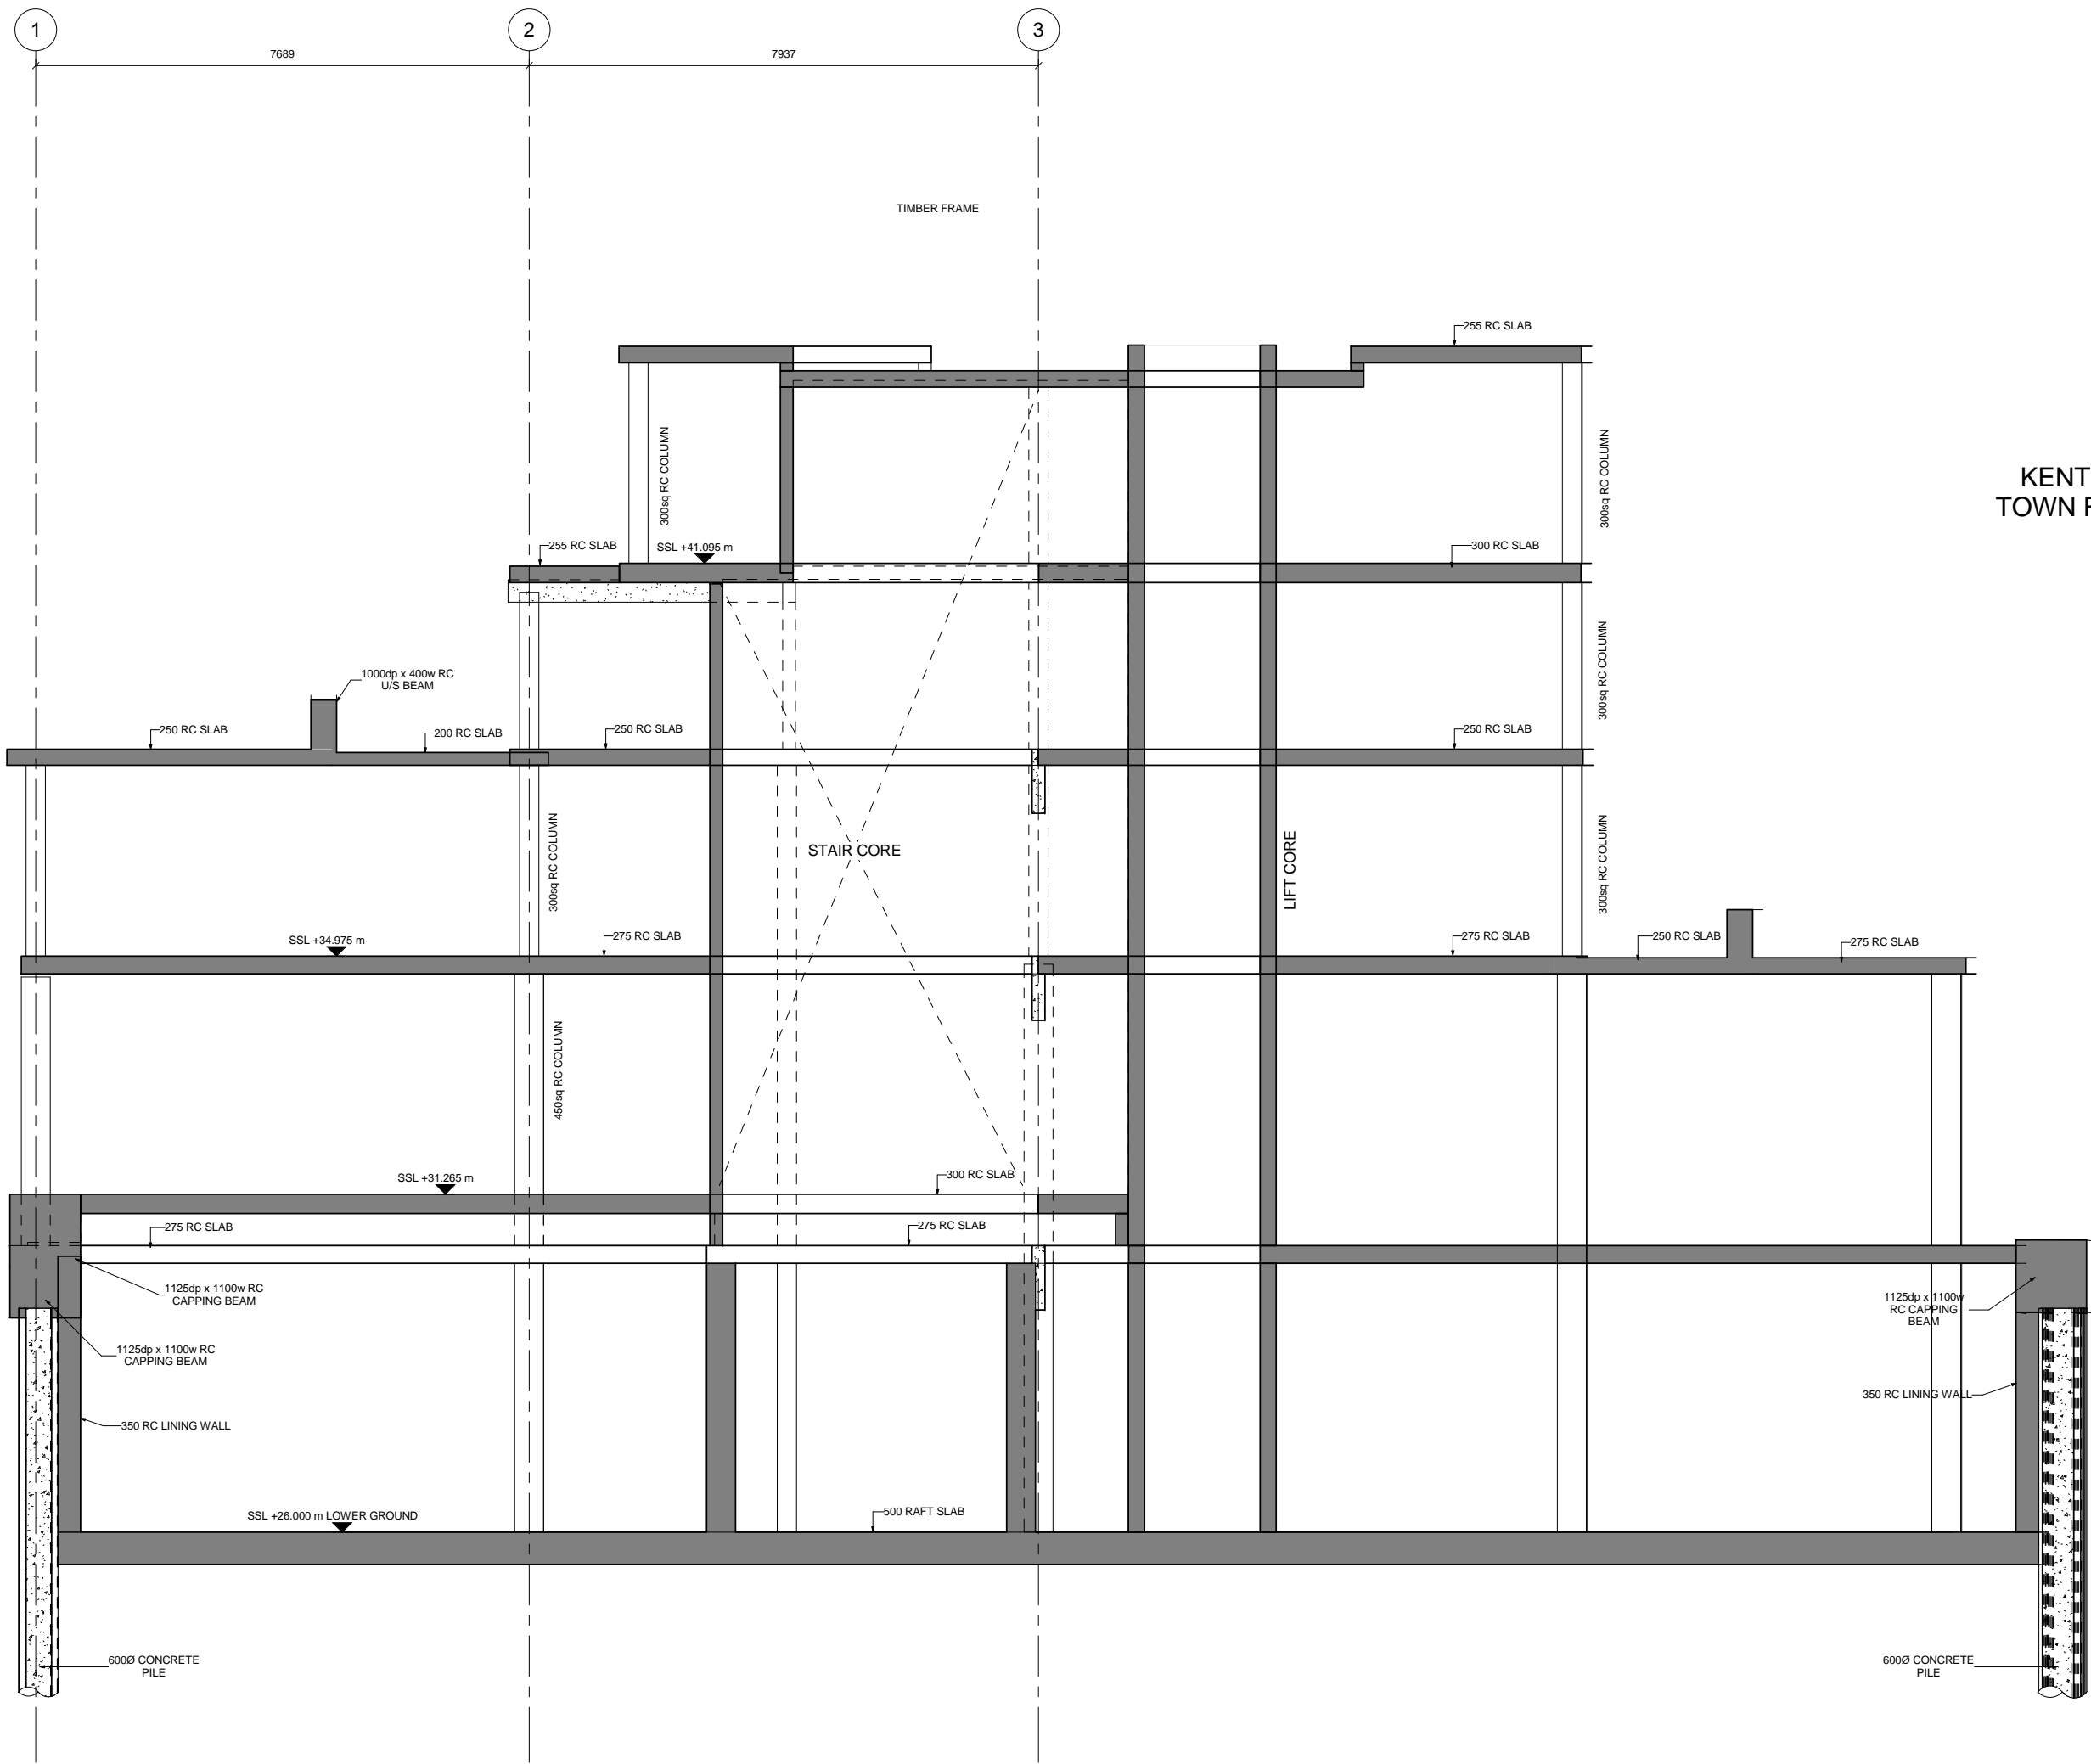 1
2
3
7689
7937
TIMBER FRAME
255 RC SLAB
300sq RC COLUMN
300sq RC COLUMN
KENT
TOWN
255 RC SLAB
SSL +41.095 m
300 RC SLAB
300sq RC COLUMN
1000dp x 400w RC
U/S BEAM
250 RC SLAB
200 RC SLAB
250 RC SLAB
250 RC SLAB
300sq RC COLUMN
STAIR CORE
LIFT CORE
300sq RC COLUMN
SSL +34.975 m
275 RC SLAB
275 RC SLAB
250 RC SLAB
275 RC SLAB
450sq RC COLUMN
SSL +31.265 m
300 RC SLAB
275 RC SLAB
275 RC SLAB
1125dp x 1100w RC
CAPPING BEAM
1125dp x 1100w
RC CAPPING
BEAM
1125dp x 1100w RC
CAPPING BEAM
350 RC LINING WALL
350 RC LINING WALL
SSL +26.000 m LOWER GROUND
500 RAFT SLAB
600Ø CONCRETE
PILE
600Ø CONCRETE
PILE